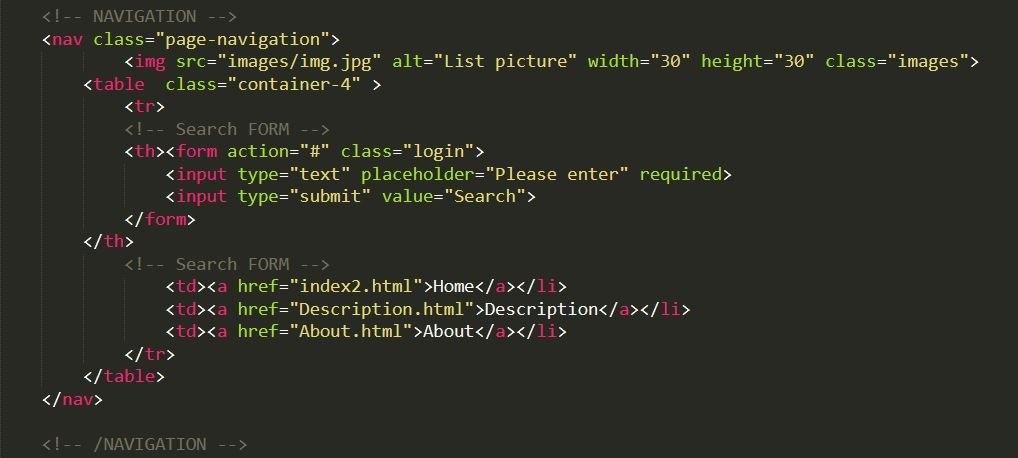 <!-- NAVIGATION -->
<nav class="page-navigation">
<img src="images/img.jpg" alt="List picture" width="30" height="30" class="images">
<table  class="container-4" >
<tr>
<!-- Search FORM -->
<th><form action="#" class="login">
<input type="text" placeholder="Please enter" required>
<input type="submit" value="Search">
</form>
</th>
<!-- Search FORM -->
<td><a href="index2.html">Home</a></li>
<td><a href="Description.html">Description</a></li>
<td><a href="About.html">About</a></li>
</tr>
</table>
</nav>
<!-- /NAVIGATION -->